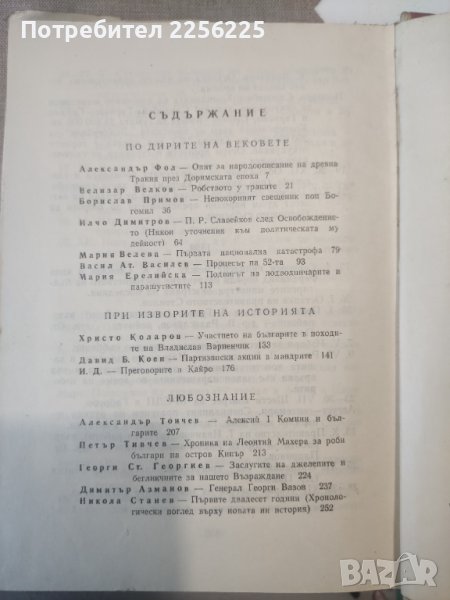 Потребител 2256225
СЪДЪРЖАНИЕ
ПО ДИРИТЕ НА ВЕКОВЕТЕ
Александър Фол — Опит за народоописание на древна
Тракия през Доримската епоха 7
Велизар Велков — Робството у траките 21
Борислав Примов — Непокорният свещеник поп Бо-
гомил 36
Илчо Димитров — П. Р. Славейков след Освобождение-
то (Някои уточнения към политическата му
дейност) 64
Мария Велева — Първата национална катастрофа 79
Васил Ат. Василев — Процесът на 52-та 93
Мария Ерелийска — Подвигът на подводничарите и
парашутистите 113
ПРИ ИЗВОРИТЕ НА ИСТОРИЯТА
Христо Коларов — Участието на българите в походи-
те на Владислав Варненчик 133
Давид Б. Коен — Партизански акции в мандрите 141
И. Д. — Преговорите в Кайро 176
ЛЮБОЗНАНИЕ
Александър Тончев — Алексий I Комнин и бъл-
гарите 207
Петър Тивчев — Хроника на Леонтий Махера за роби
българи на остров Кипър 213
Георги Ст. Георгиев — Заслугите на джелепите и
бегликчиите за нашето Възраждане 224
Димитър Азманов — Генерал Георги Вазов 237
Никола Станев — Първите двадесет години (Хроноло-
гически поглед върху новата ни история) 252
BAZAR
.bg